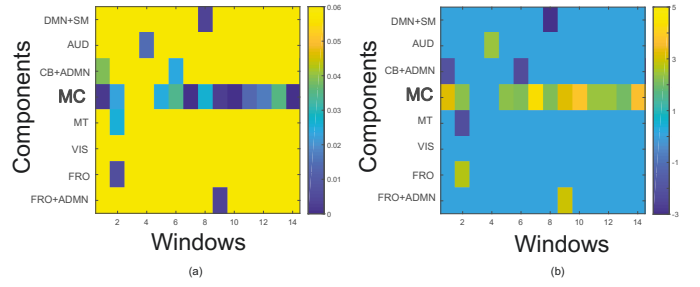 Components
DMN+SM
AUD
CB+ADMN
MC
MT
VIS
FRO
FRO+ADMN
2 4 6 8 10 12 14
Windows
0.06
0.05
0.04
0.03
0.02
0.01
0
(a)
Components
DMN+SM
AUD
CB+ADMN
MC
MT
VIS
FRO
FRO+ADMN
2 4 6 8 10 12 14
Windows
5
3
1
-1
-3
(b)